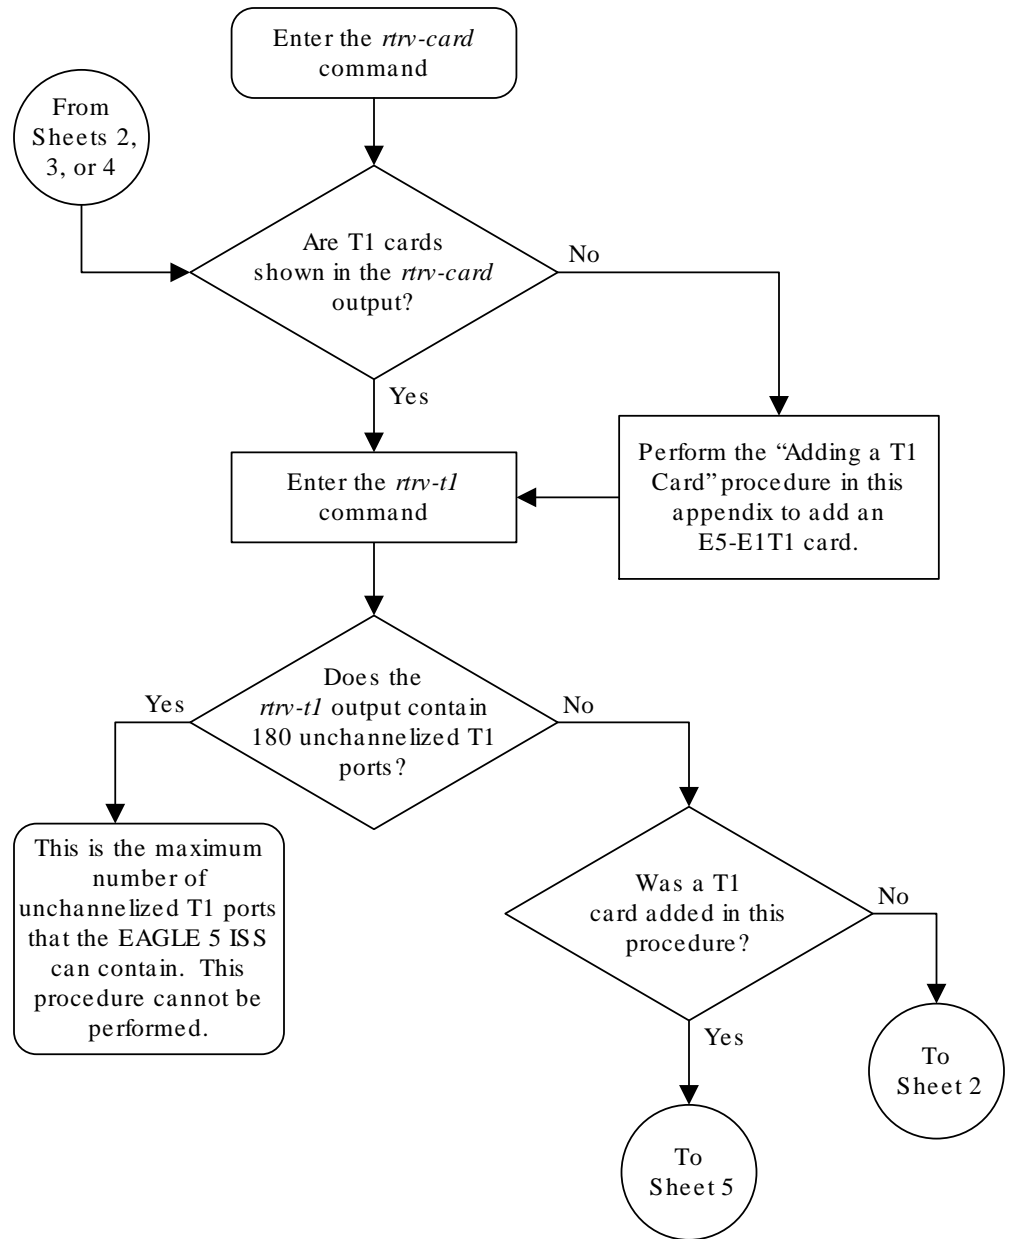 Enter the rtrv-card
command
From
Sheets 2,
3, or 4
Are T1 cards
shown in the rtrv-card
output?
No
Yes
Enter the rtrv-t1
command
Perform the “Adding a T1
Card” procedure in this
appendix to add an
E5-E1T1 card.
Does the
rtrv-t1 output contain
180 unchannelized T1
ports?
Yes
No
This is the maximum
number of
unchannelized T1 ports
that the EAGLE 5 ISS
can contain. This
procedure cannot be
performed.
Was a T1
card added in this
procedure?
No
Yes
To
Sheet 2
To
Sheet 5